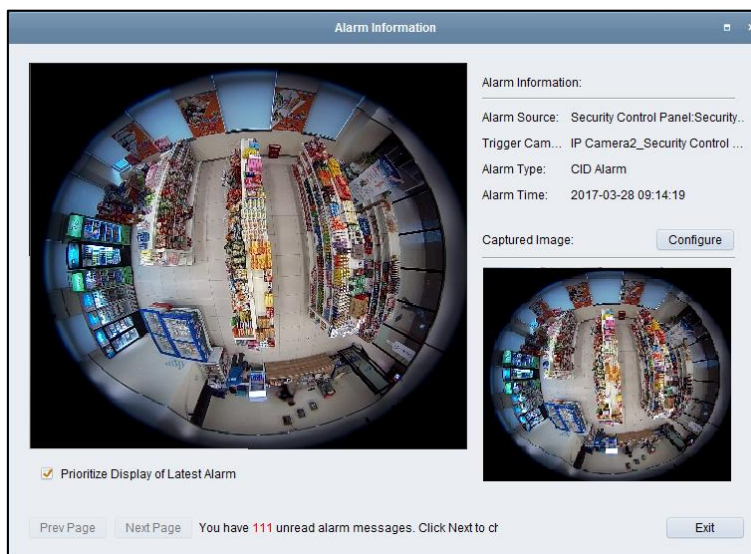 Alarm Information
Alarm Information:
Alarm Source: Security Control Panel:Security..
Trigger Cam... IP Camera2_Security Control ...
Alarm Type: CID Alarm
Alarm Time: 2017-03-28 09:14:19
Captured Image: Configure
Prioritize Display of Latest Alarm
Prev Page Next Page You have 111 unread alarm messages. Click Next to ch Exit